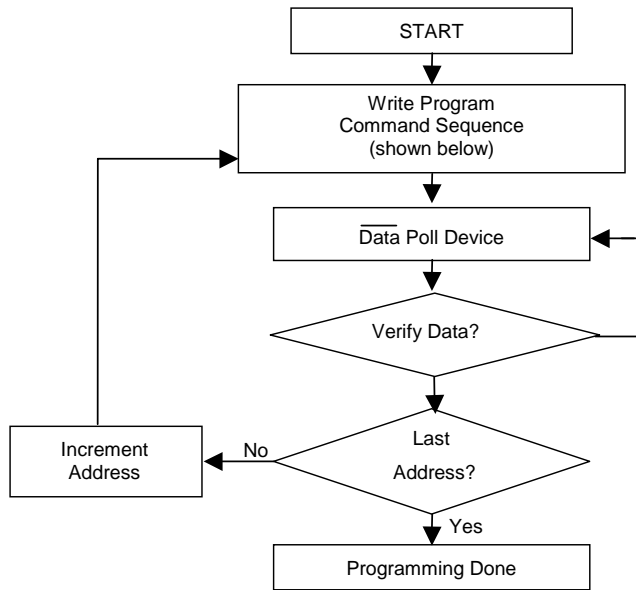 START
Write Program
Command Sequence
(shown below)
Data Poll Device
Verify Data?
Last
Address?
No
Increment
Address
Yes
Programming Done